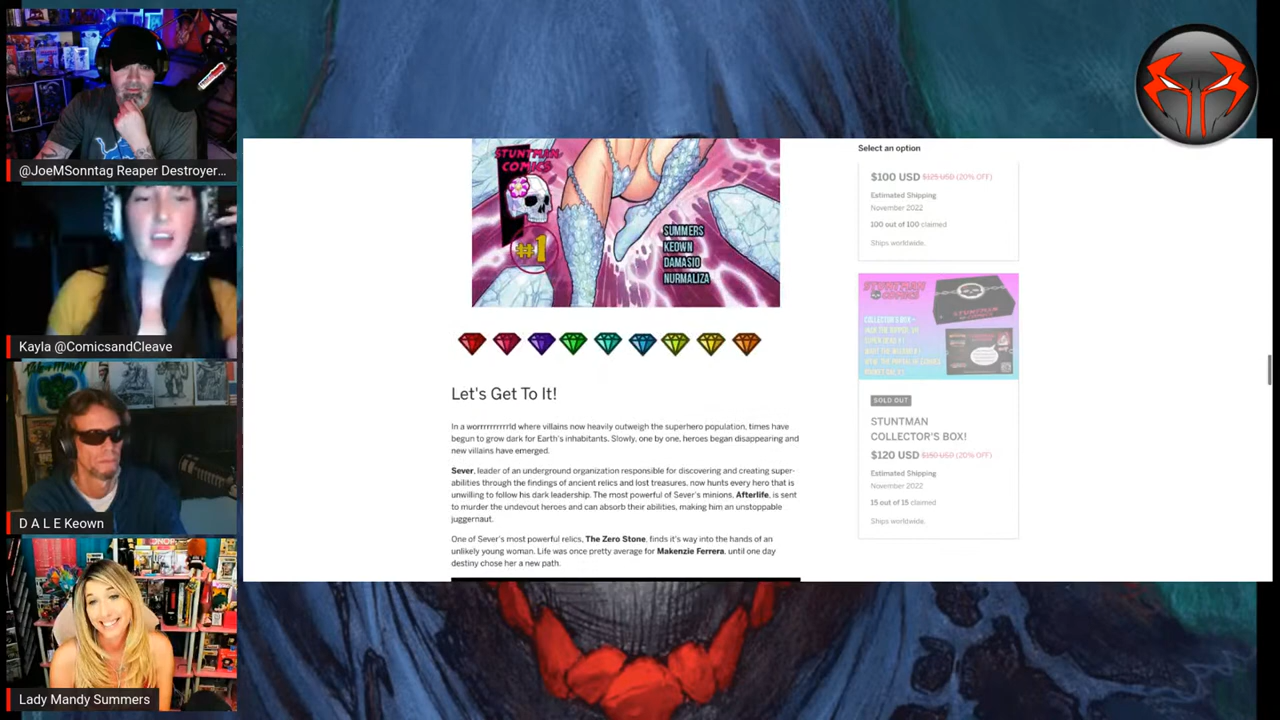 @JoeMSonntag Reaper Destroyer...
Kayla @ComicsandCleave
D A L E Keown
Lady Mandy Summers
STUNTMAN
COMICS
#1
SUMMERS
KEOWN
DAMASIO
NURMALIZA
Let's Get To It!
In a worrrrrrrrrld where villains now heavily outweigh the superhero population, times have
begun to grow dark for Earth's inhabitants. Slowly, one by one, heroes began disappearing and
new villains have emerged.
Sever, leader of an underground organization responsible for discovering and creating super-
abilities through the findings of ancient relics and lost treasures, now hunts every hero that is
unwilling to follow his dark leadership. The most powerful of Sever's minions, Afterlife, is sent
to murder the undevout heroes and can absorb their abilities, making him an unstoppable
juggernaut.
One of Sever's most powerful relics, The Zero Stone, finds it's way into the hands of an
unlikely young woman. Life was once pretty average for Makenzie Ferrera, until one day
destiny chose her a new path.
Select an option
$100 USD $125 USD (20% OFF)
Estimated Shipping
November 2022
100 out of 100 claimed
Ships worldwide.
STUNTMAN
COMICS
COLLECTOR'S BOX
SOLD OUT
STUNTMAN
COLLECTOR'S BOX!
$120 USD $150 USD (20% OFF)
Estimated Shipping
November 2022
15 out of 15 claimed
Ships worldwide.